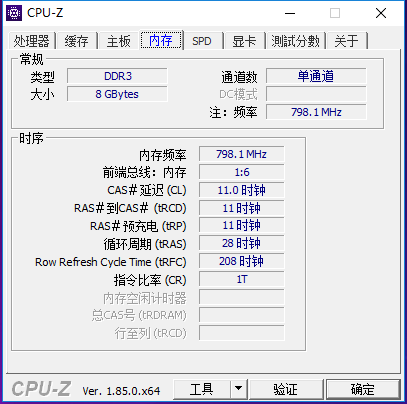 CPU-Z
处理器 缓存 主板 内存 SPD 显卡 測試分數 关于
常规
类型 DDR3 通道数 单通道
大小 8 GBytes DC模式
注：频率 798.1 MHz
时序
内存频率 798.1 MHz
前端总线：内存 1:6
CAS# 延迟 (CL) 11.0 时钟
RAS# 到CAS# (tRCD) 11 时钟
RAS# 预充电 (tRP) 11 时钟
循环周期 (tRAS) 28 时钟
Row Refresh Cycle Time (tRFC) 208 时钟
指令比率 (CR) 1T
内存空闲计时器
总CAS号 (tRDRAM)
行至列 (tRCD)
CPU-Z Ver. 1.85.0.x64 工具 验证 确定